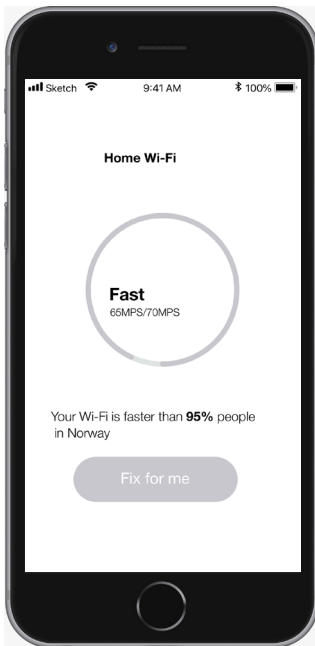 Sketch 9:41 AM 100%
Home Wi-Fi
Fast
65MPS/70MPS
Your Wi-Fi is faster than 95% people
in Norway
Fix for me